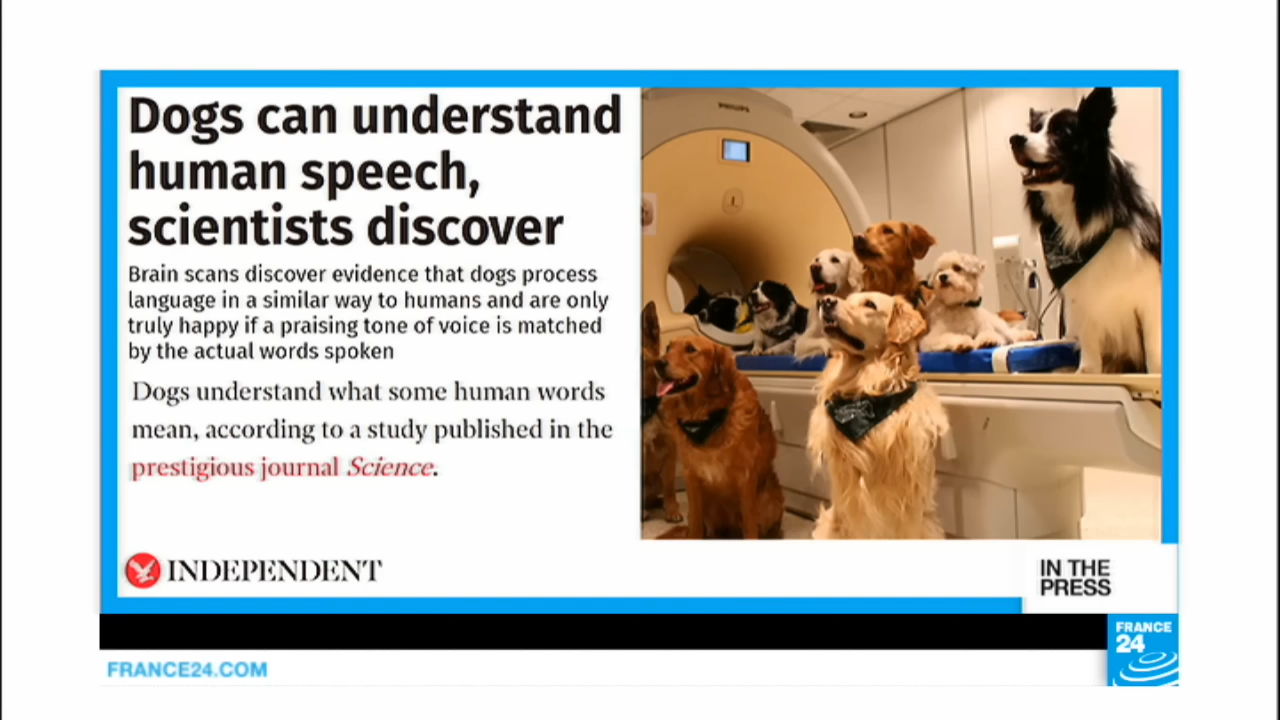 Dogs can understand
human speech,
scientists discover
Brain scans discover evidence that dogs process
language in a similar way to humans and are only
truly happy if a praising tone of voice is matched
by the actual words spoken
Dogs understand what some human words
mean, according to a study published in the
prestigious journal Science.
INDEPENDENT
PHILIPS
IN THE
PRESS
FRANCE
24
FRANCE24.COM